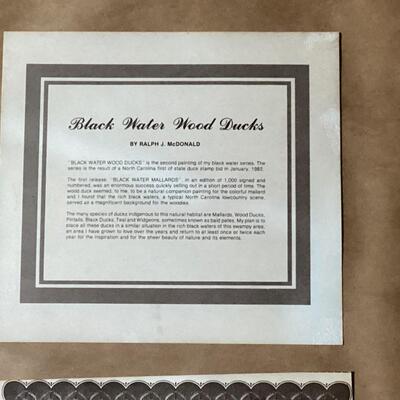 Black Water Wood Ducks
BY RALPH J. McDONALD
"BLACK WATER WOOD DUCKS" is the second painting of my black water series. The
series is the result of a North Carolina first of state duck stamp bid in January, 1982.
The first release, "BLACK WATER MALLARDS", in an edition of 1,000 signed and
numbered, was an enormous success quickly selling out in a short period of time. The
wood duck seemed, to me, to be a natural companion painting for the colorful mallard
and I found that the rich black waters, a typical North Carolina lowcountry scene,
served as a magnificent background for the woodies.
The many species of ducks indigenous to this natural habitat are Mallards, Wood Ducks,
Pintails, Black Ducks, Teal and Widgeons, sometimes known as bald pates. My plan is to
place all these ducks in a similar situation in the rich black waters of this swampy area,
an area I have grown to love over the years and return to at least once or twice each
year for the inspiration and for the sheer beauty of nature and its elements.